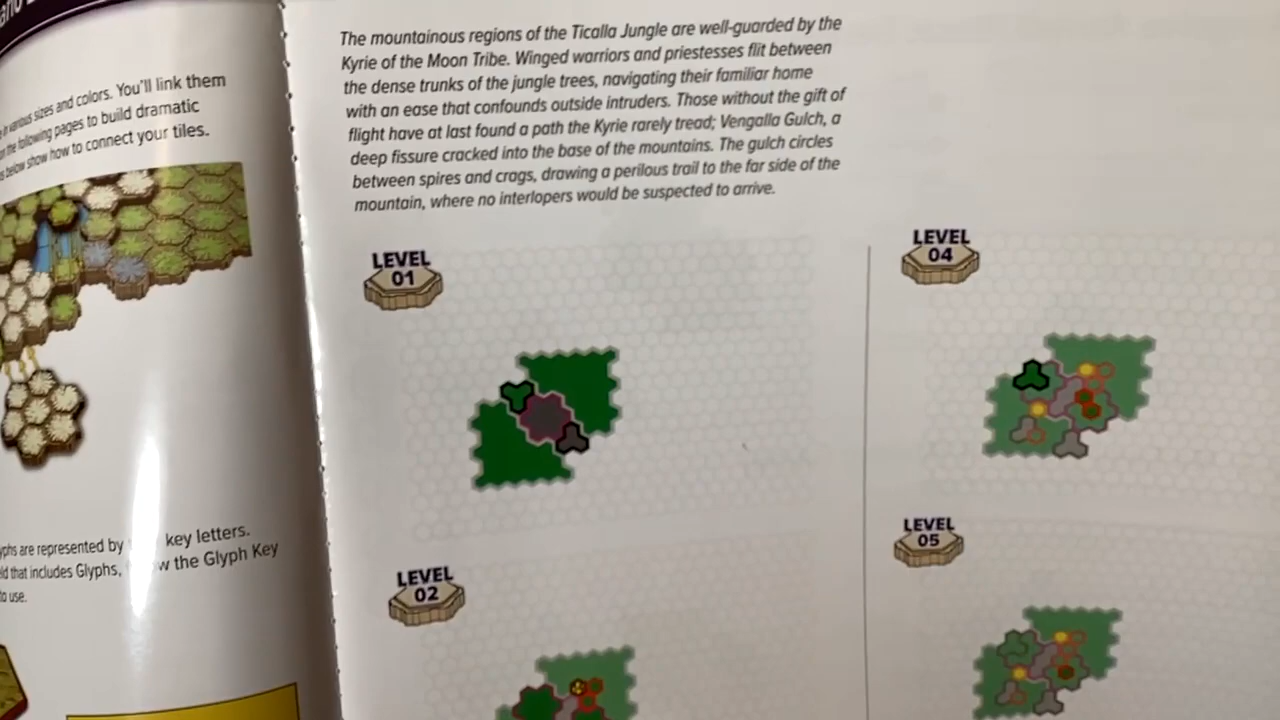 in various sizes and colors. You'll link them
the following pages to build dramatic
below show how to connect your tiles.
are represented by key letters.
that includes Glyphs, the Glyph Key
to use.
The mountainous regions of the Ticalla Jungle are well-guarded by the
Kyrie of the Moon Tribe. Winged warriors and priestesses flit between
the dense trunks of the jungle trees, navigating their familiar home
with an ease that confounds outside intruders. Those without the gift of
flight have at last found a path the Kyrie rarely tread; Vengalla Gulch, a
deep fissure cracked into the base of the mountains. The gulch circles
between spires and crags, drawing a perilous trail to the far side of the
mountain, where no interlopers would be suspected to arrive.
LEVEL
01
LEVEL
02
LEVEL
04
LEVEL
05